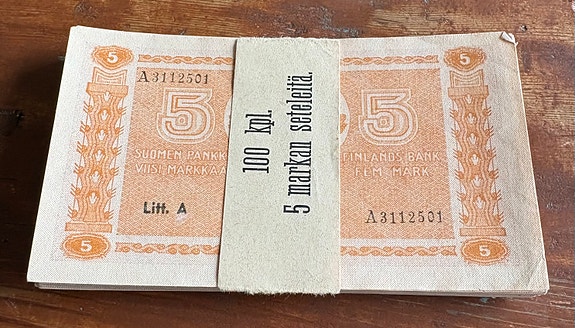 5
5
A3112501
5
5
SUOMEN PANKK
VIISI MARKKAA
Litt. A
100 kpl.
5 markan seteleitä.
FINLANDS BANK
FEM MARK
A3112501
5
5